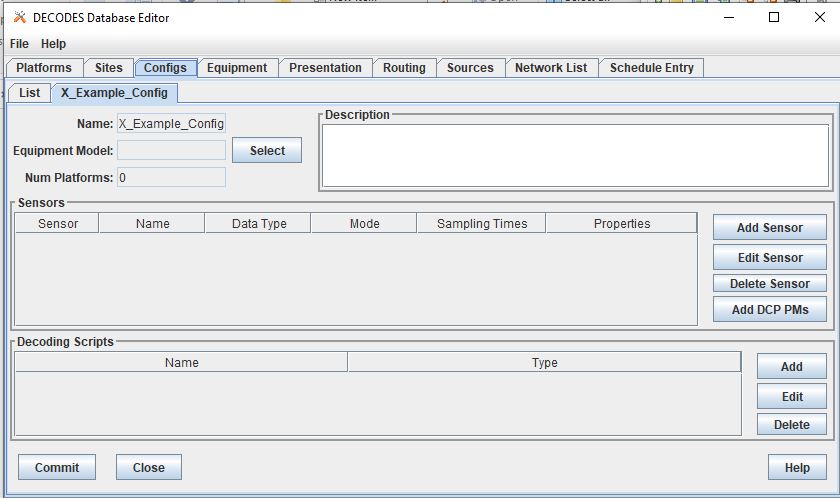 DECODES Database Editor
File Help
Platforms Sites Configs Equipment Presentation Routing Sources Network List Schedule Entry
List X_Example_Config
Name: X_Example_Config
Equipment Model: Select
Num Platforms: 0
Description
Sensors
Sensor Name Data Type Mode Sampling Times Properties
Add Sensor
Edit Sensor
Delete Sensor
Add DCP PMs
Decoding Scripts
Name Type
Add
Edit
Delete
Commit Close Help